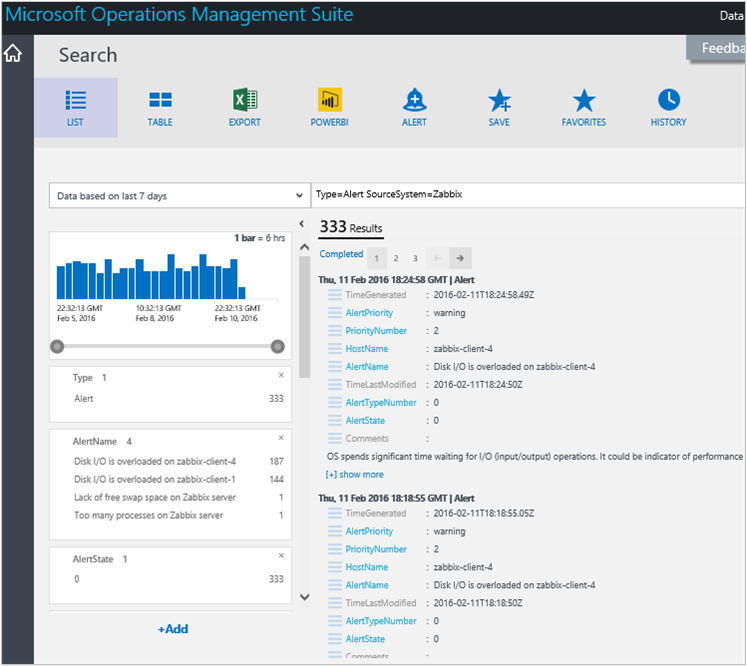 Microsoft Operations Management Suite
Data
Search
Feedba
LIST
TABLE
EXPORT
POWERBI
ALERT
SAVE
FAVORITES
HISTORY
Data based on last 7 days
Type=Alert SourceSystem=Zabbix
1 bar = 6 hrs
22:32:13 GMT
Feb 5, 2016
10:32:13 GMT
Feb 8, 2016
22:32:13 GMT
Feb 10, 2016
Type 1
Alert 333
AlertName 4
Disk I/O is overloaded on zabbix-client-4 187
Disk I/O is overloaded on zabbix-client-1 144
Lack of free swap space on Zabbix server 1
Too many processes on Zabbix server 1
AlertState 1
0 333
+Add
333 Results
Completed 1 2 3
Thu, 11 Feb 2016 18:24:58 GMT | Alert
TimeGenerated : 2016-02-11T18:24:58.49Z
AlertPriority : warning
PriorityNumber : 2
HostName : zabbix-client-4
AlertName : Disk I/O is overloaded on zabbix-client-4
TimeLastModified : 2016-02-11T18:24:50Z
AlertTypeNumber : 0
AlertState : 0
Comments :
OS spends significant time waiting for I/O (input/output) operations. It could be indicator of performance
[+] show more
Thu, 11 Feb 2016 18:18:55 GMT | Alert
TimeGenerated : 2016-02-11T18:18:55.05Z
AlertPriority : warning
PriorityNumber : 2
HostName : zabbix-client-4
AlertName : Disk I/O is overloaded on zabbix-client-4
TimeLastModified : 2016-02-11T18:18:50Z
AlertTypeNumber : 0
AlertState : 0
Comments :